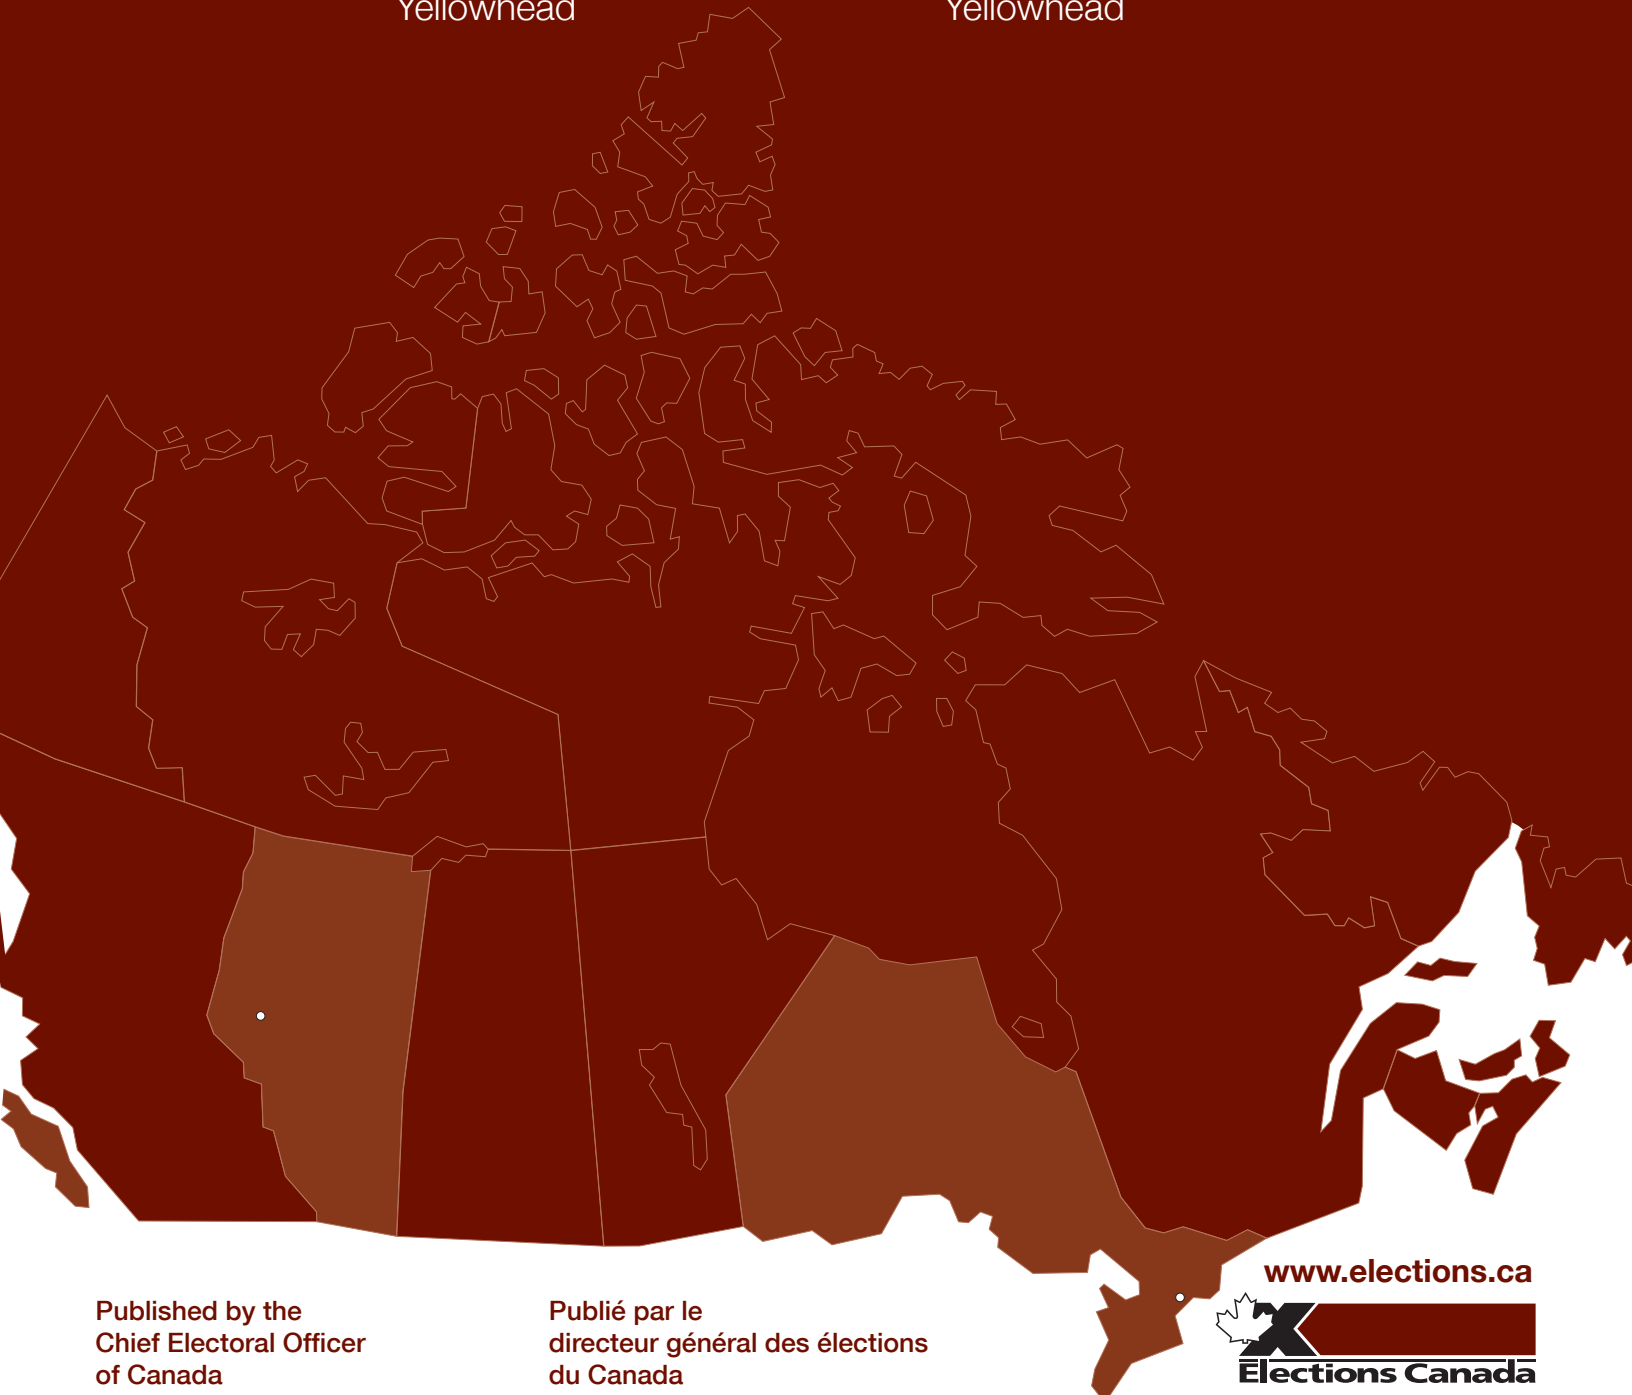 Yellowhead
Yellowhead
www.elections.ca
Published by the
Chief Electoral Officer
of Canada
Publié par le
directeur général des élections
du Canada
Elections Canada